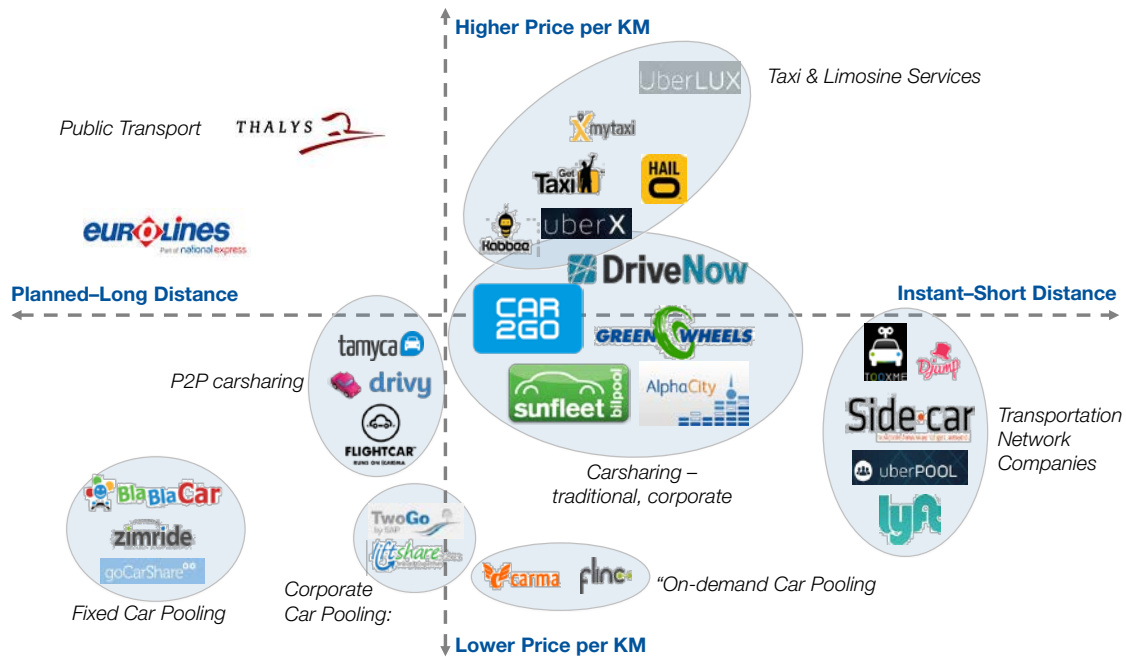 Higher Price per KM
UberLUX
Taxi & Limosine Services
Public Transport
THALYS
mytaxi
Get
Taxi
HAIL
O
eurolines
Part of national express
Kabbee
uberX
DriveNow
Planned–Long Distance
Instant–Short Distance
CAR
2GO
GREENWHEELS
tamyca
TOOXME
Djump
P2P carsharing
drivy
sunfleet
bilpool
AlphaCity
Side.car
FLIGHTCAR
Transportation
Network
Companies
Carsharing –
traditional, corporate
uberPOOL
BlaBlaCar
TwoGo
by SAP
lyft
zimride
liftshare
goCarShare
carma
flinc
"On-demand Car Pooling
Corporate
Car Pooling:
Fixed Car Pooling
Lower Price per KM